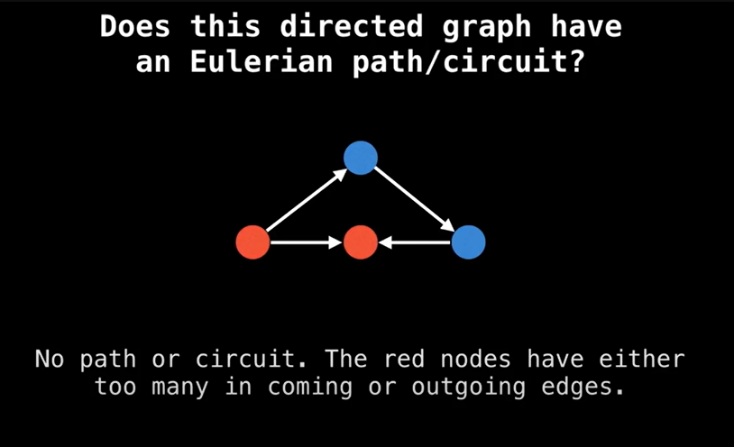 Does this directed graph have
an Eulerian path/circuit?
No path or circuit. The red nodes have either
too many in coming or outgoing edges.